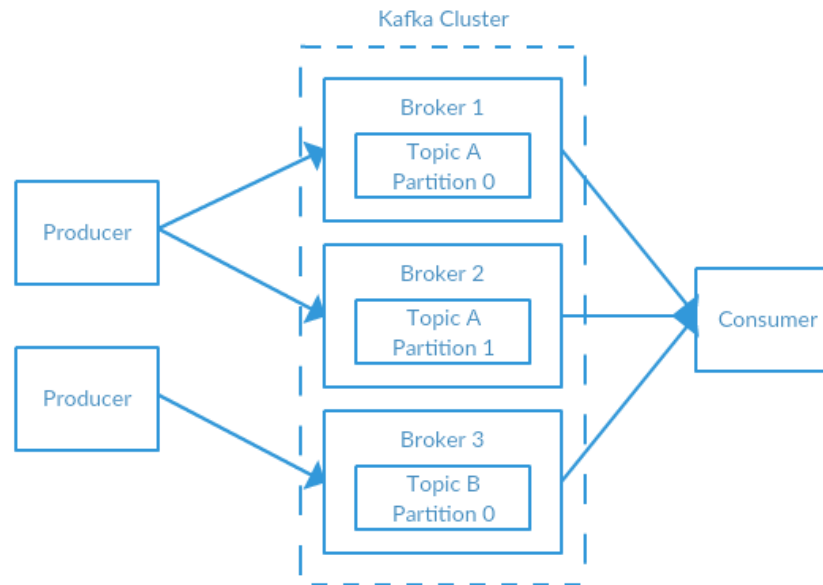 Kafka Cluster
Broker 1
Topic A
Partition 0
Producer
Broker 2
Topic A
Partition 1
Consumer
Producer
Broker 3
Topic B
Partition 0